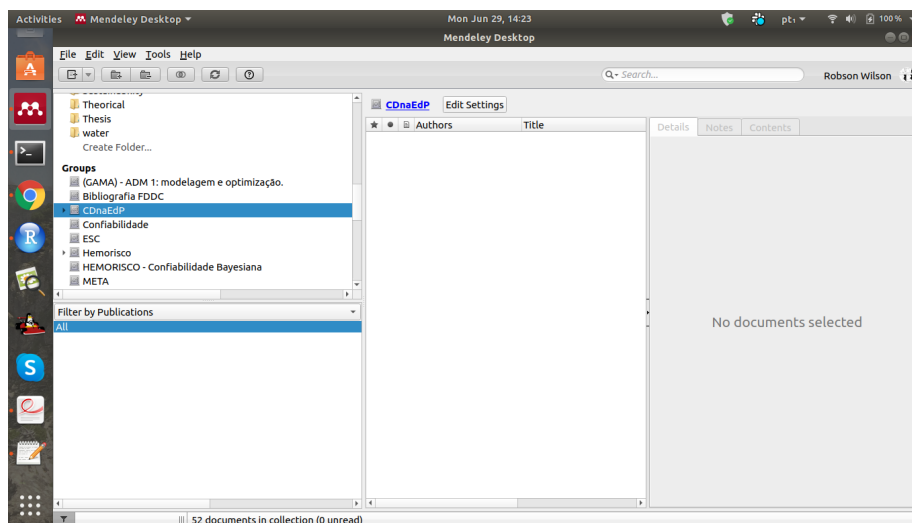 Activities Mendeley Desktop Mon Jun 29, 14:23 100 %
Mendeley Desktop
File Edit View Tools Help
Search... Robson Wilson
Theorical
Thesis
water
Create Folder...
Groups
(GAMA) - ADM 1: modelagem e optimização.
Bibliografia FDDC
CDnaEdP
Confiabilidade
ESC
Hemorisco
HEMORISCO - Confiabilidade Bayesiana
META
Filter by Publications
All
CDnaEdP Edit Settings
Authors Title
Details Notes Contents
No documents selected
52 documents in collection (0 unread)